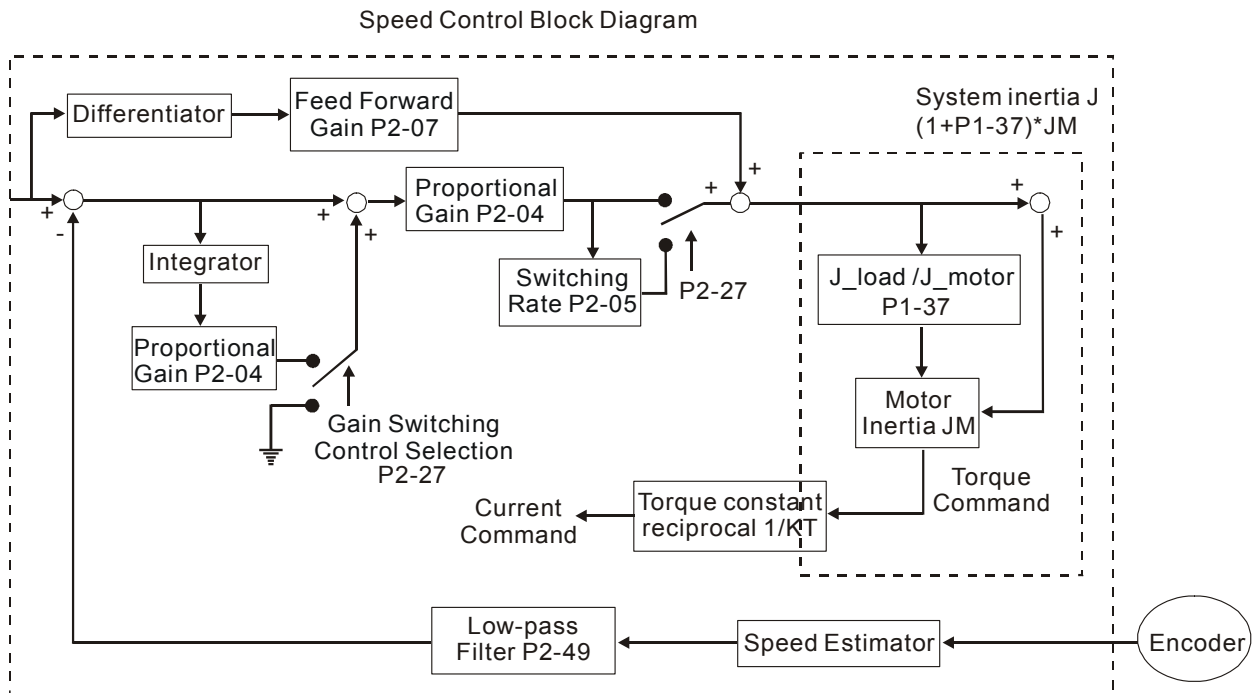 Speed Control Block Diagram
Differentiator
Feed Forward
Gain P2-07
System inertia J
(1+P1-37)*JM
+
-
Integrator
Proportional
Gain P2-04
+
+
Gain Switching
Control Selection
P2-27
Proportional
Gain P2-04
Switching
Rate P2-05
P2-27
+
+
+
+
J_load /J_motor
P1-37
Motor
Inertia JM
Torque
Command
Torque constant
reciprocal 1/KT
Current
Command
Low-pass
Filter P2-49
Speed Estimator
Encoder